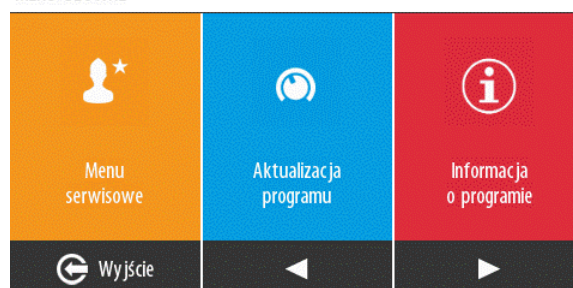 Menu
serwisowe
Aktualizacja
programu
Informacja
o programie
Wyjście